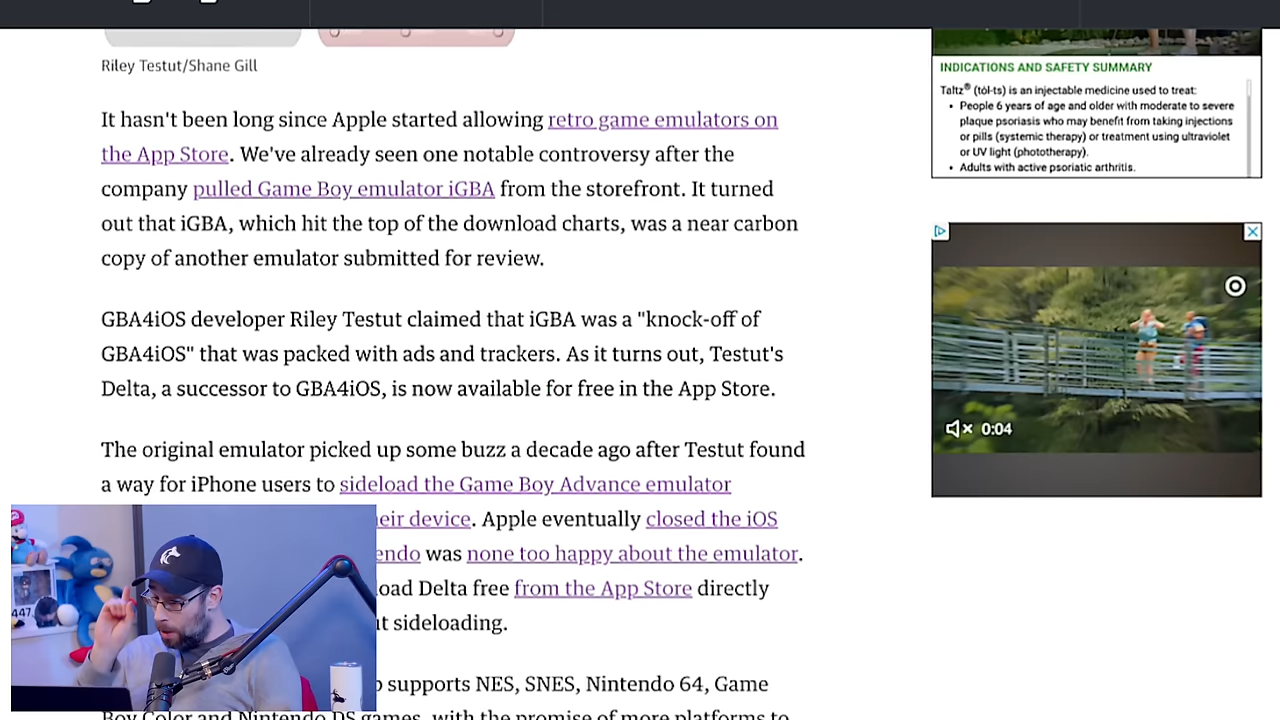 Riley Testut/Shane Gill
It hasn't been long since Apple started allowing retro game emulators on
the App Store. We've already seen one notable controversy after the
company pulled Game Boy emulator iGBA from the storefront. It turned
out that iGBA, which hit the top of the download charts, was a near carbon
copy of another emulator submitted for review.
GBA4iOS developer Riley Testut claimed that iGBA was a "knock-off of
GBA4iOS" that was packed with ads and trackers. As it turns out, Testut's
Delta, a successor to GBA4iOS, is now available for free in the App Store.
The original emulator picked up some buzz a decade ago after Testut found
a way for iPhone users to sideload the Game Boy Advance emulator
eir device. Apple eventually closed the iOS
endo was none too happy about the emulator.
oad Delta free from the App Store directly
t sideloading.
supports NES, SNES, Nintendo 64, Game
Boy Color and Nintendo DS games, with the promise of more platforms to
INDICATIONS AND SAFETY SUMMARY
Taltz® (tol-ts) is an injectable medicine used to treat:
• People 6 years of age and older with moderate to severe
plaque psoriasis who may benefit from taking injections
or pills (systemic therapy) or treatment using ultraviolet
or UV light (phototherapy).
• Adults with active psoriatic arthritis.
0:04
447